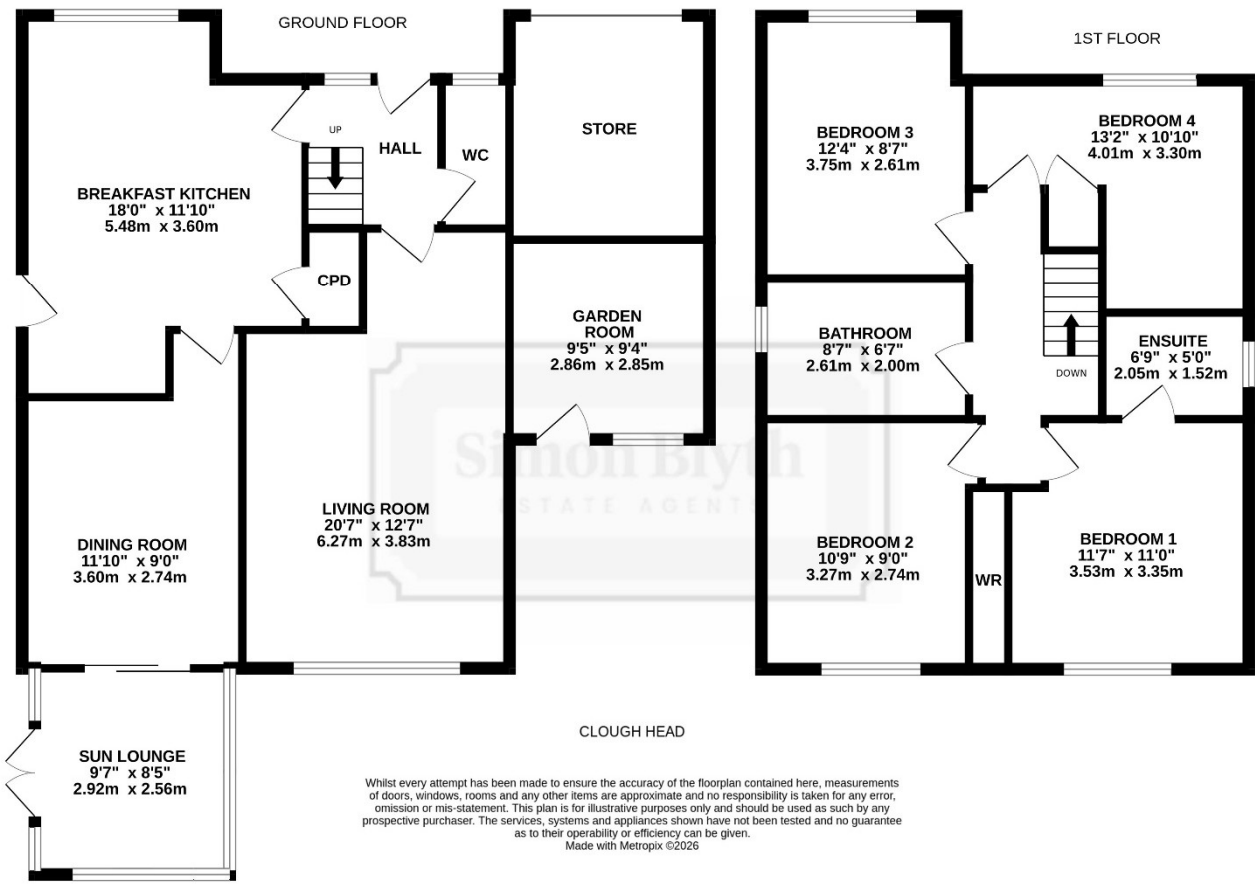 GROUND FLOOR
STORE
UP
HALL
WC
BREAKFAST KITCHEN
18'0" x 11'10"
5.48m x 3.60m
CPD
GARDEN
ROOM
9'5" x 9'4"
2.86m x 2.85m
LIVING ROOM
20'7" x 12'7"
6.27m x 3.83m
DINING ROOM
11'10" x 9'0"
3.60m x 2.74m
SUN LOUNGE
9'7" x 8'5"
2.92m x 2.56m
1ST FLOOR
BEDROOM 3
12'4" x 8'7"
3.75m x 2.61m
BEDROOM 4
13'2" x 10'10"
4.01m x 3.30m
BATHROOM
8'7" x 6'7"
2.61m x 2.00m
DOWN
ENSUITE
6'9" x 5'0"
2.05m x 1.52m
BEDROOM 2
10'9" x 9'0"
3.27m x 2.74m
WR
BEDROOM 1
11'7" x 11'0"
3.53m x 3.35m
Simon Blyth
ESTATE AGENTS
CLOUGH HEAD
Whilst every attempt has been made to ensure the accuracy of the floorplan contained here, measurements
of doors, windows, rooms and any other items are approximate and no responsibility is taken for any error,
omission or mis-statement. This plan is for illustrative purposes only and should be used as such by any
prospective purchaser. The services, systems and appliances shown have not been tested and no guarantee
as to their operability or efficiency can be given.
Made with Metropix ©2026